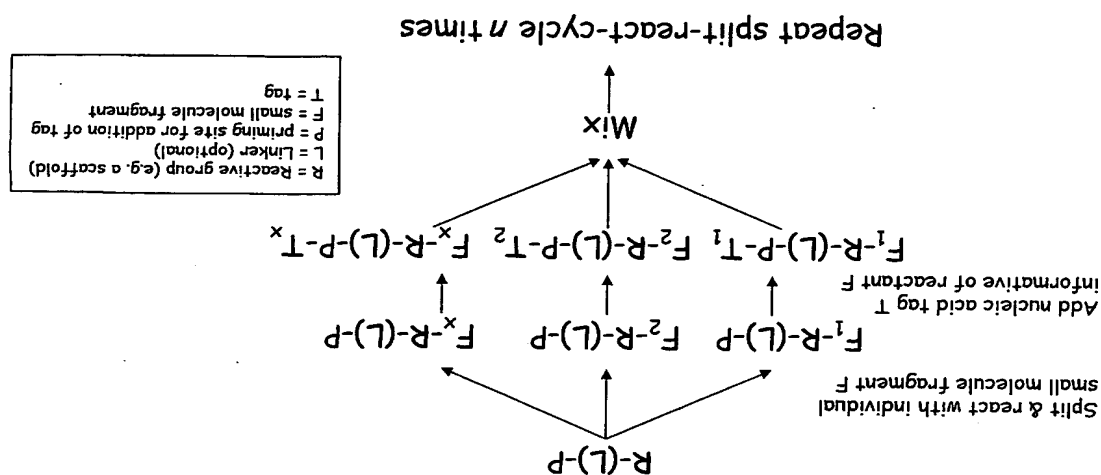 R-(L)-P
Split & react with individual
small molecule fragment F
F₁-R-(L)-P F₂-R-(L)-P Fₓ-R-(L)-P
Add nucleic acid tag T
informative of reactant F
F₁-R-(L)-P-T₁ F₂-R-(L)-P-T₂ Fₓ-R-(L)-P-Tₓ
Mix
R = Reactive group (e.g. a scaffold)
L = Linker (optional)
P = priming site for addition of tag
F = small molecule fragment
T = tag
Repeat split-react-cycle n times